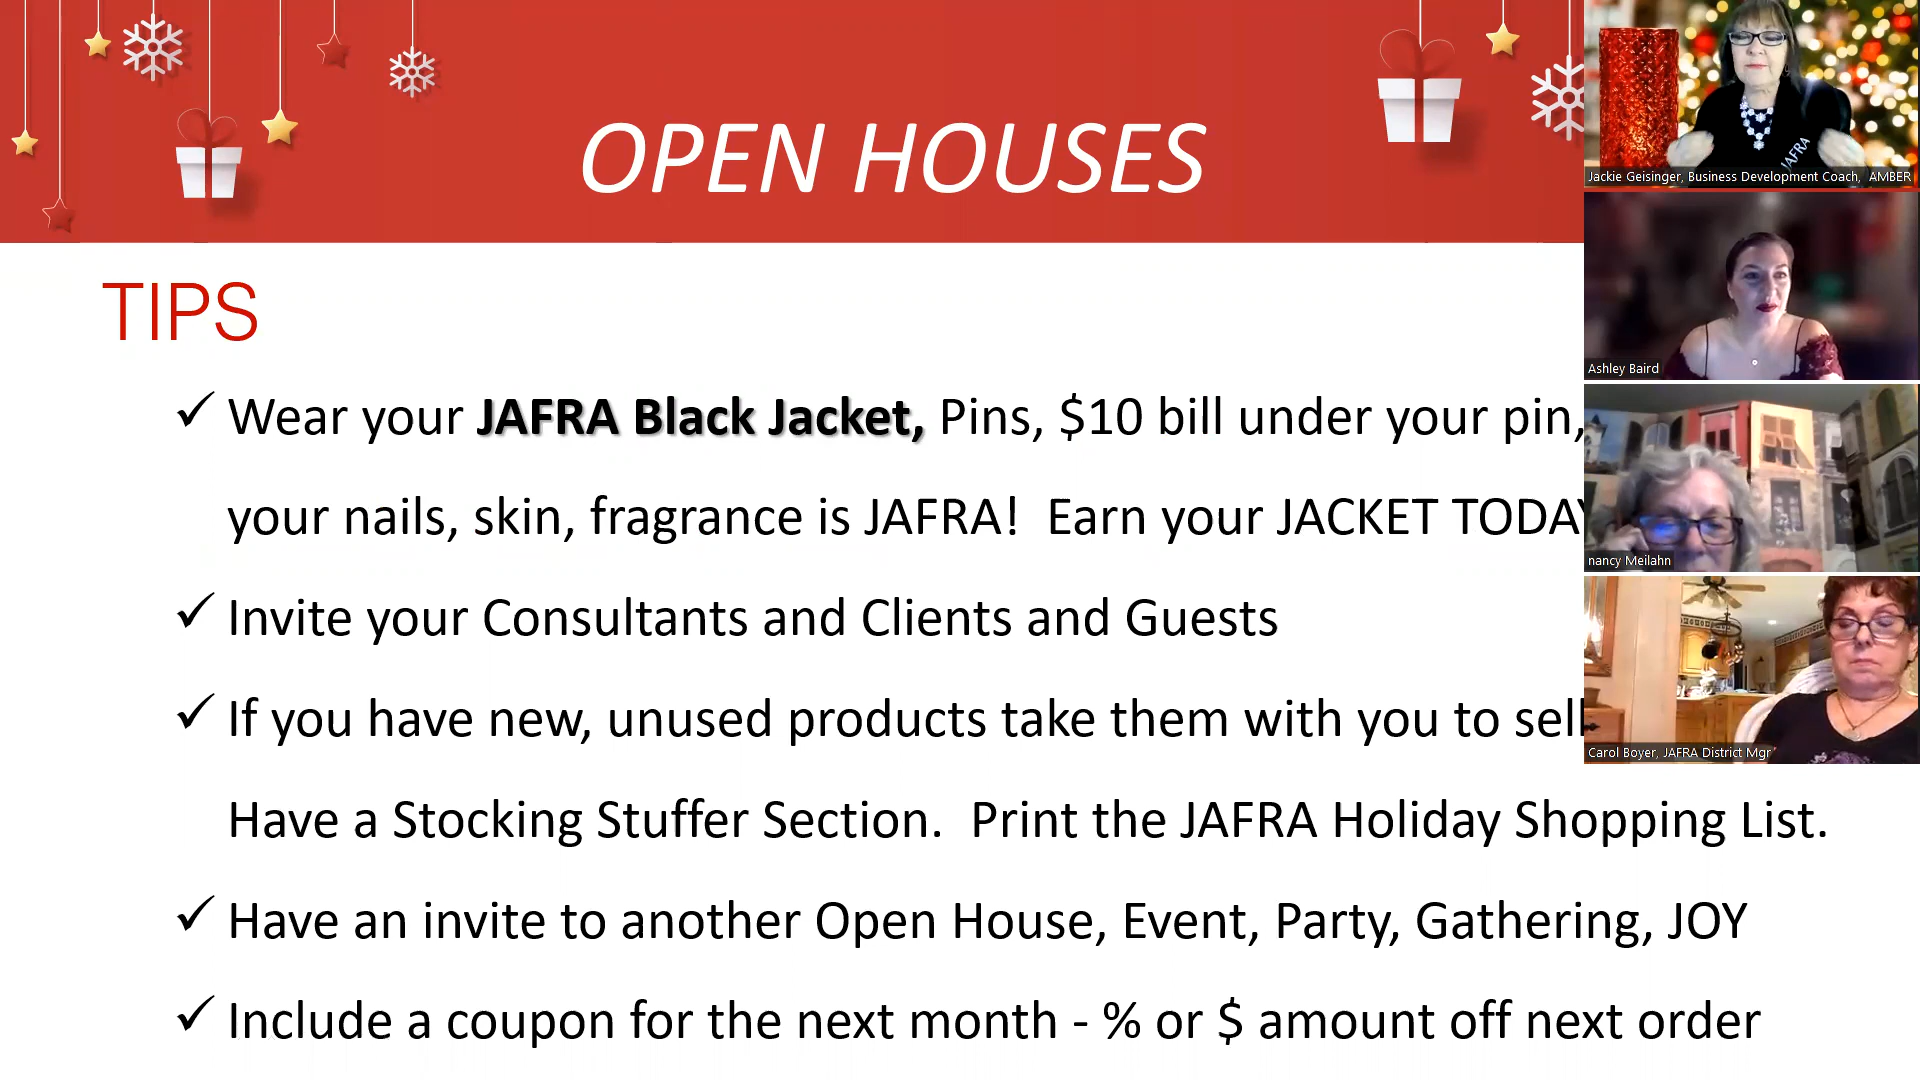 OPEN HOUSES
TIPS
✓ Wear your JAFRA Black Jacket, Pins, $10 bill under your pin,
your nails, skin, fragrance is JAFRA!  Earn your JACKET TODAY
✓ Invite your Consultants and Clients and Guests
✓ If you have new, unused products take them with you to sell
Have a Stocking Stuffer Section.  Print the JAFRA Holiday Shopping List.
✓ Have an invite to another Open House, Event, Party, Gathering, JOY
✓ Include a coupon for the next month - % or $ amount off next order
JAFRA
Jackie Geisinger, Business Development Coach,  AMBER
Ashley Baird
nancy Meilahn
Carol Boyer, JAFRA District Mgr